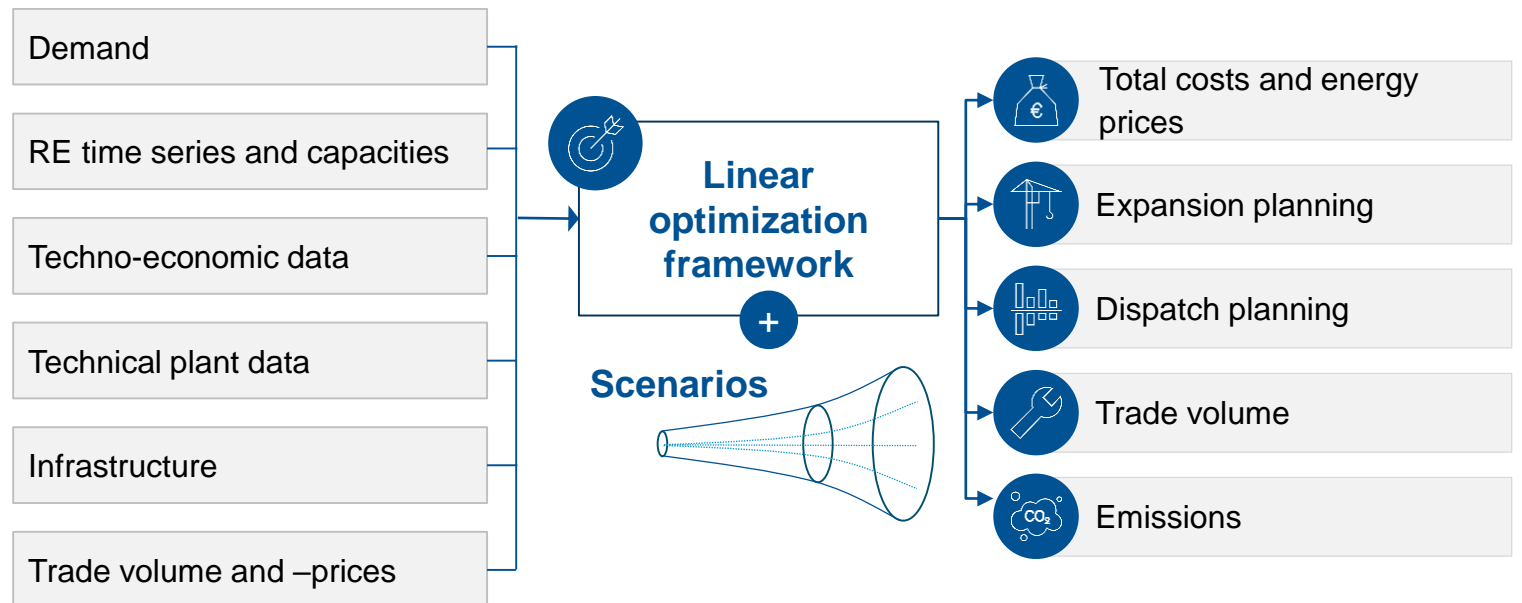 Demand
RE time series and capacities
Techno-economic data
Technical plant data
Infrastructure
Trade volume and –prices
Linear
optimization
framework
+
Scenarios
€
Total costs and energy
prices
Expansion planning
Dispatch planning
Trade volume
CO₂
Emissions